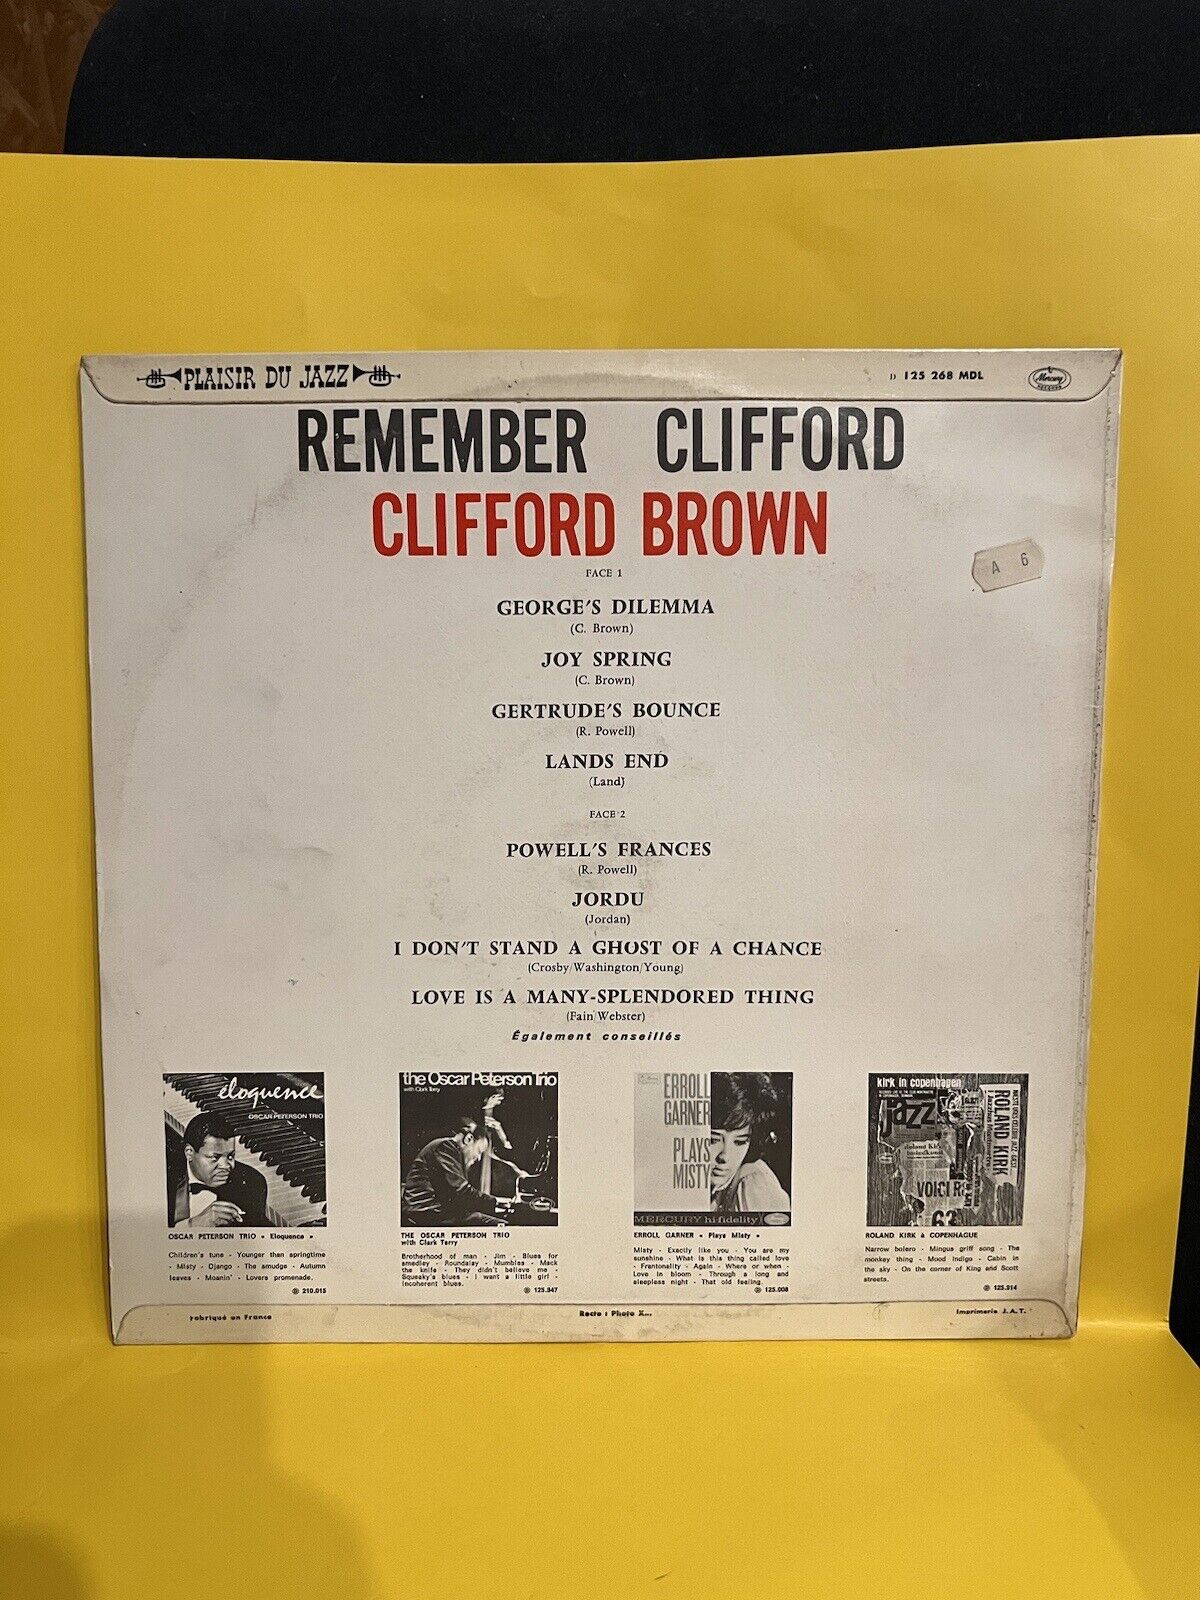 PLAISIR DU JAZZ
D 125 268 MDL
Mercury
REMEMBER CLIFFORD
CLIFFORD BROWN
A 6
FACE 1
GEORGE'S DILEMMA
(C. Brown)
JOY SPRING
(C. Brown)
GERTRUDE'S BOUNCE
(R. Powell)
LANDS END
(Land)
FACE 2
POWELL'S FRANCES
(R. Powell)
JORDU
(Jordan)
I DON'T STAND A GHOST OF A CHANCE
(Crosby/Washington/Young)
LOVE IS A MANY-SPLENDORED THING
(Fain/Webster)
Également conseillés
eloquence
OSCAR PETERSON TRIO
OSCAR PETERSON TRIO « Eloquence »
Children's tune - Younger than springtime
- Misty - Django - The smudge - Autumn
leaves - Moanin' - Lovers promenade.
210.015
the Oscar Peterson Trio
with Clark Terry
THE OSCAR PETERSON TRIO
with Clark Terry
Brotherhood of man - Jim - Blues for
smedley - Roundalay - Mumbles - Mack
the knife - They didn't believe me -
Squeaky's blues - I want a little girl -
Incoherent blues.
125.947
ERROLL
GARNER
PLAYS
MISTY
MERCURY hi-fidelity
ERROLL GARNER « Plays Misty »
Misty - Exactly like you - You are my
sunshine - What is this thing called love
- Frantonality - Again - Where or when -
Love in bloom - Through a long and
sleepless night - That old feeling.
125.008
kirk in copenhagen
jazz
ROLAND KIRK
VOICI
63
ROLAND KIRK à COPENHAGUE
Narrow bolero - Mingus griff song - The
monkey thing - Mood Indigo - Cabin in
the sky - On the corner of King and Scott
streets.
125.914
Fabriqué en France
Recto : Photo X...
Imprimerie J.A.T.